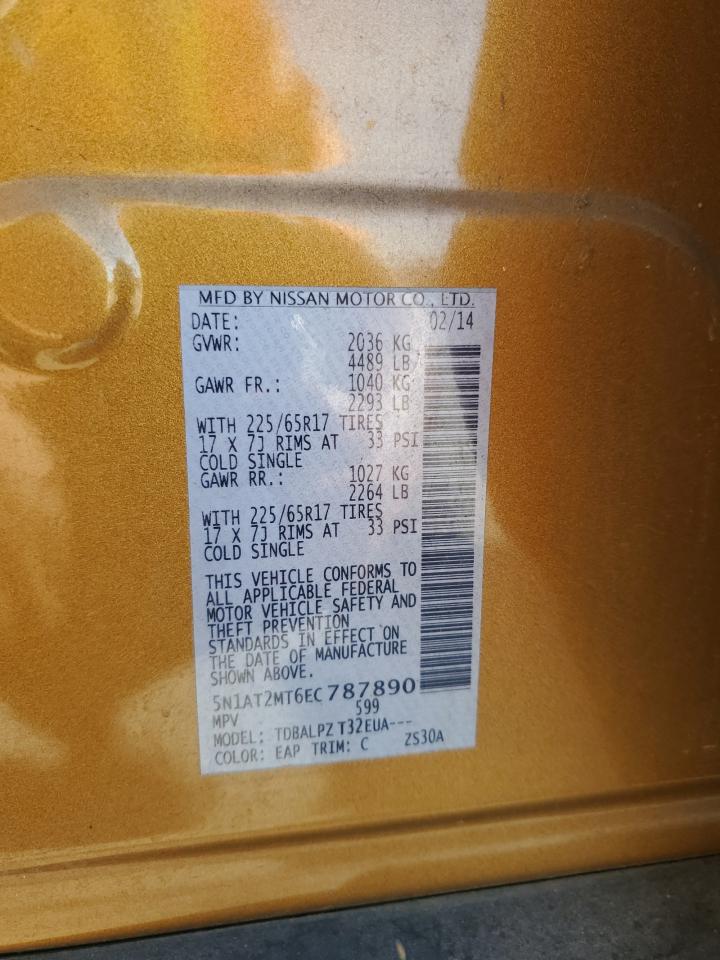 MFD BY NISSAN MOTOR CO., LTD.
DATE: 02/14
GVWR: 2036 KG
4489 LB
GAWR FR.: 1040 KG
2293 LB
WITH 225/65R17 TIRES
17 X 7J RIMS AT 33 PSI
COLD SINGLE
GAWR RR.: 1027 KG
2264 LB
WITH 225/65R17 TIRES
17 X 7J RIMS AT 33 PSI
COLD SINGLE
THIS VEHICLE CONFORMS TO
ALL APPLICABLE FEDERAL
MOTOR VEHICLE SAFETY AND
THEFT PREVENTION
STANDARDS IN EFFECT ON
THE DATE OF MANUFACTURE
SHOWN ABOVE.
5N1AT2MT6EC787890
MPV 599
MODEL: TDBALPZ T32EUA---
COLOR: EAP TRIM: C ZS30A